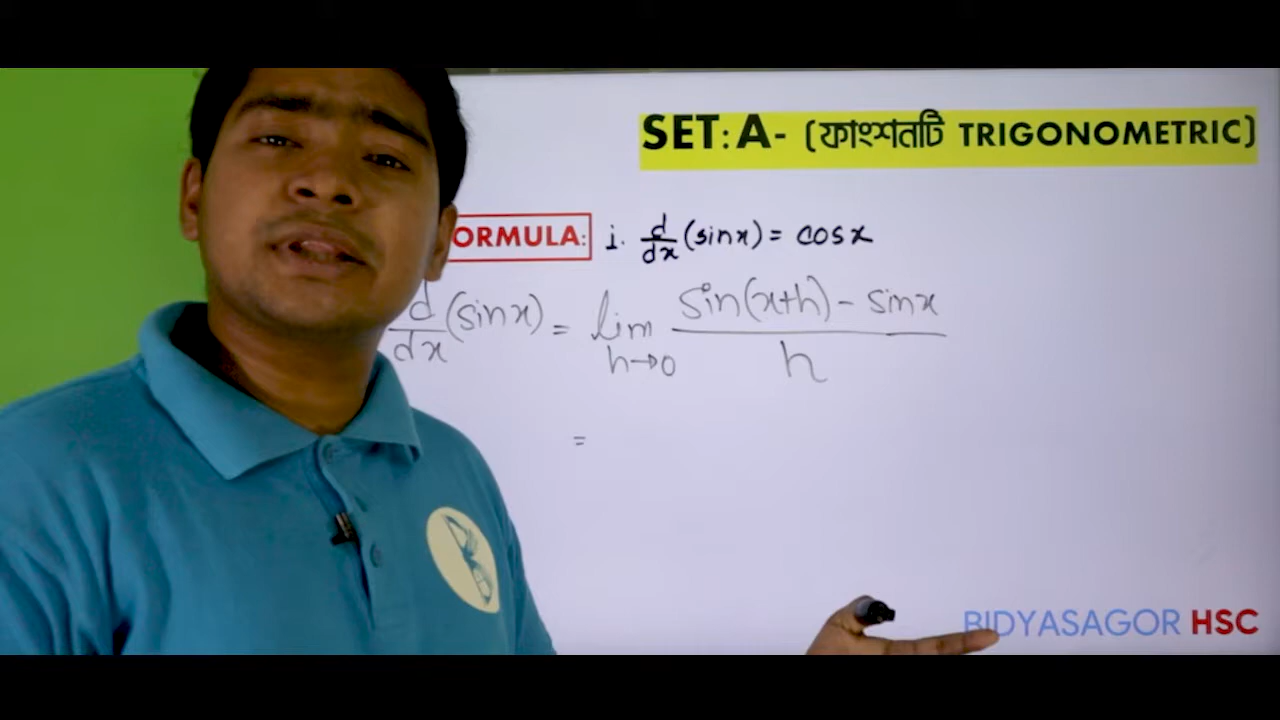 SET: A- (ফাংশনটি TRIGONOMETRIC)
ORMULA: i. d/dx (sinx) = cosx
d/dx (sinx) = lim h→0 sin(x+h) - sinx / h
=
BIDYASAGOR HSC